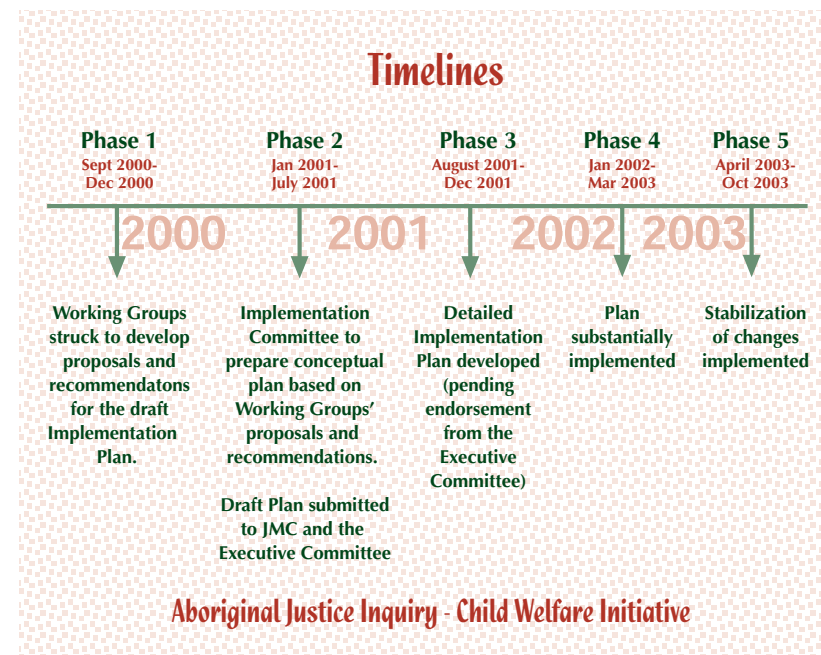 Timelines
Phase 1
Sept 2000-
Dec 2000
Phase 2
Jan 2001-
July 2001
Phase 3
August 2001-
Dec 2001
Phase 4
Jan 2002-
Mar 2003
Phase 5
April 2003-
Oct 2003
2000
2001
2002
2003
Working Groups
struck to develop
proposals and
recommendatons
for the draft
Implementation
Plan.
Implementation
Committee to
prepare conceptual
plan based on
Working Groups’
proposals and
recommendations.
Draft Plan submitted
to JMC and the
Executive Committee
Detailed
Implementation
Plan developed
(pending
endorsement
from the
Executive
Committee)
Plan
substantially
implemented
Stabilization
of changes
implemented
Aboriginal Justice Inquiry - Child Welfare Initiative